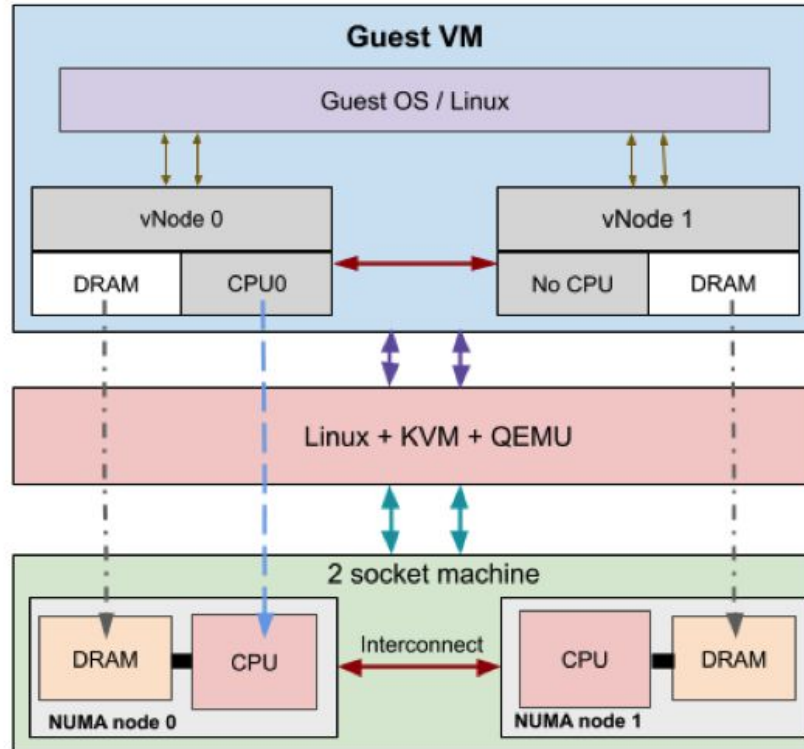 Guest VM
Guest OS / Linux
vNode 0
vNode 1
DRAM
CPU0
No CPU
DRAM
Linux + KVM + QEMU
2 socket machine
DRAM
CPU
Interconnect
CPU
DRAM
NUMA node 0
NUMA node 1